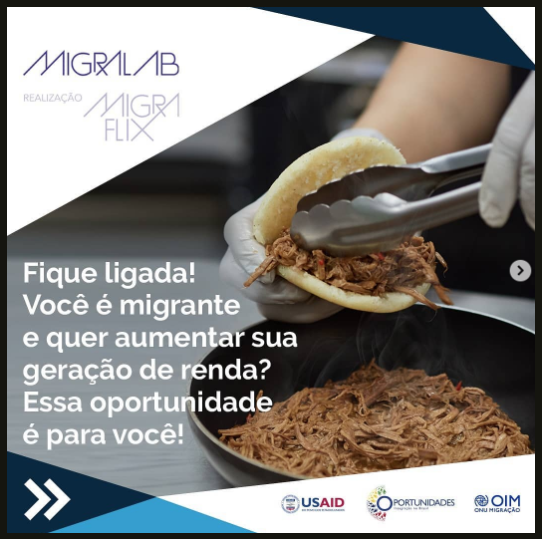 MIGRALAB
REALIZAÇÃO
MIGRA
FLIX
Fique ligada!
Você é migrante
e quer aumentar sua
geração de renda?
Essa oportunidade
é para você!
USAID
OPORTUNIDADES
OIM
ONU MIGRAÇÃO